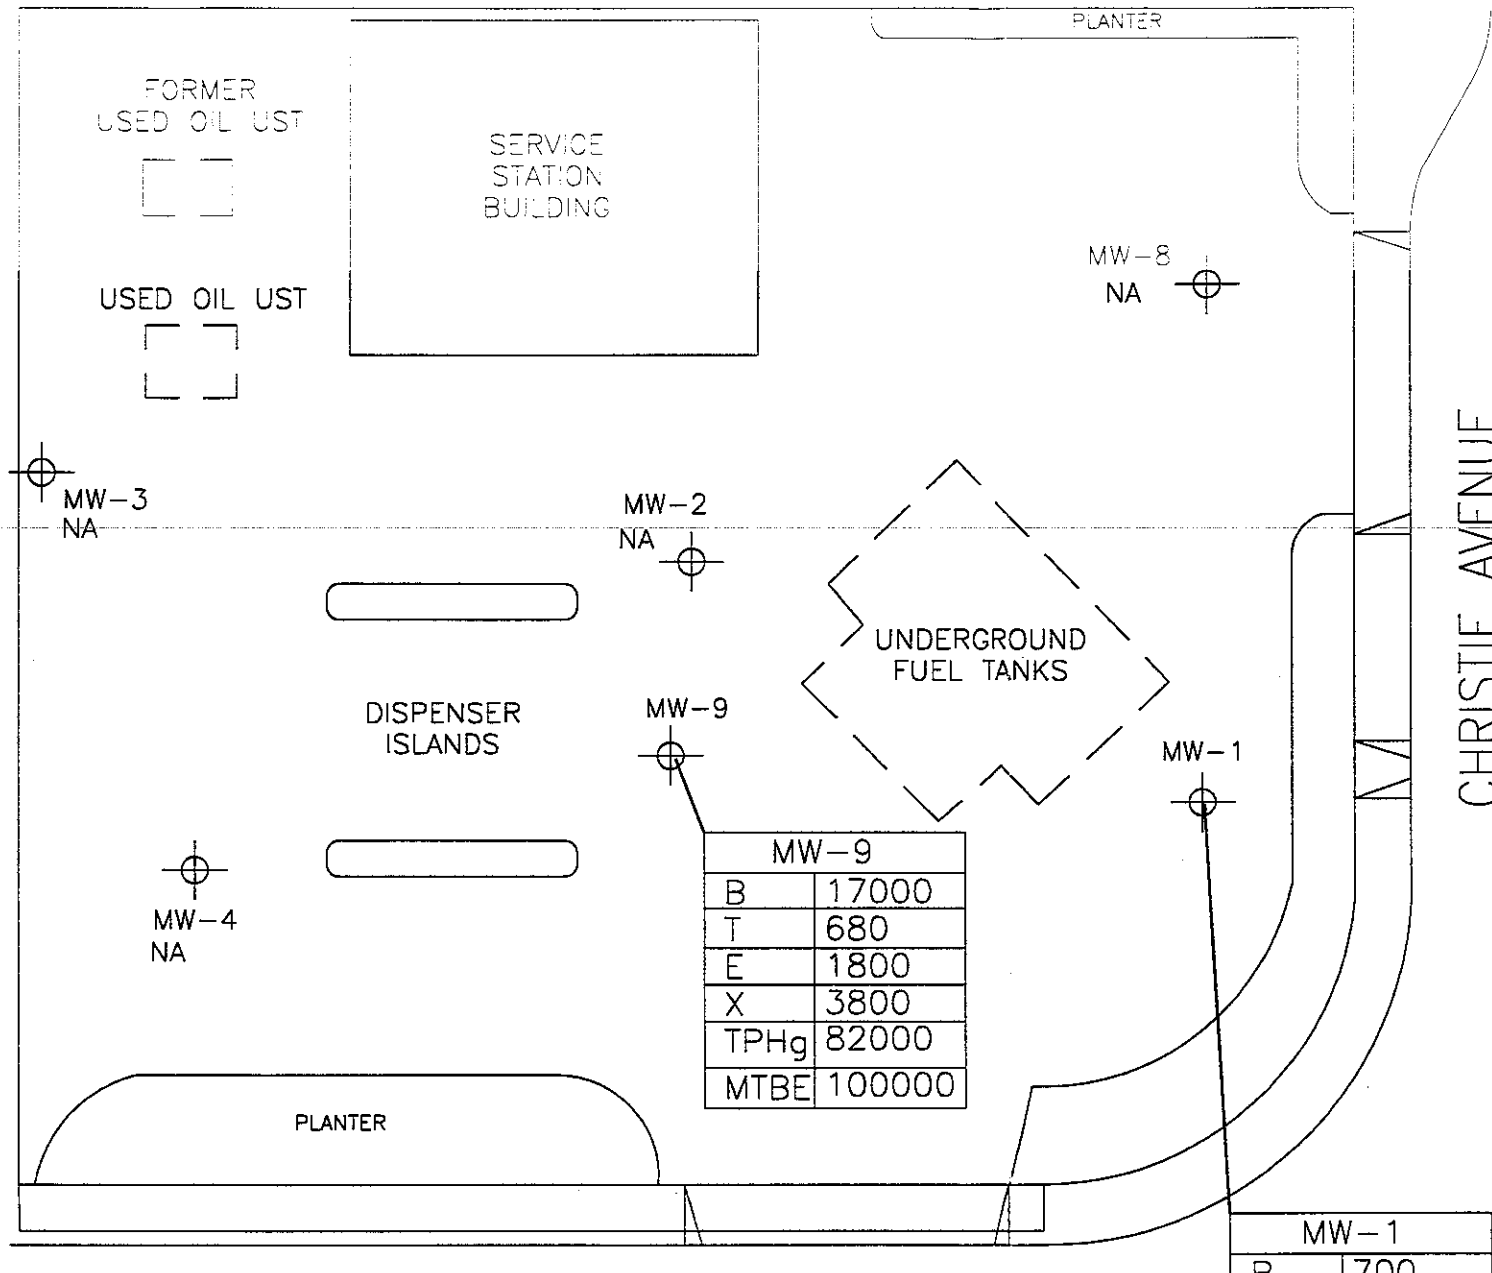 PLANTER
FORMER
USED OIL UST
SERVICE
STATION
BUILDING
MW-8
NA
USED OIL UST
MW-3
NA
MW-2
NA
CHRISTIE AVENUE
UNDERGROUND
FUEL TANKS
DISPENSER
ISLANDS
MW-9
MW-1
MW-4
NA
MW-9
B 17000
T 680
E 1800
X 3800
TPHg 82000
MTBE 100000
PLANTER
MW-1
B 1700